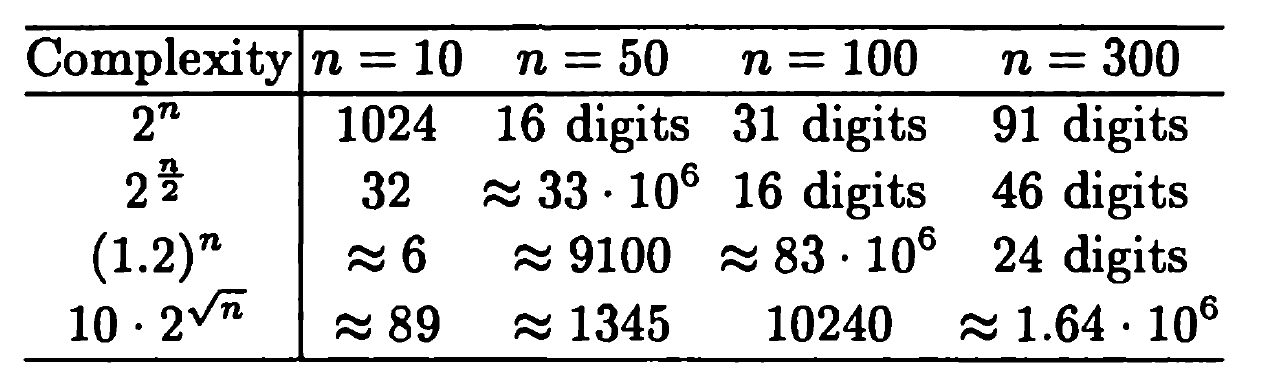 Complexity n = 10 n = 50 n = 100 n = 300
2^n 1024 16 digits 31 digits 91 digits
2^{\frac{n}{2}} 32 ≈ 33 · 10^6 16 digits 46 digits
(1.2)^n ≈ 6 ≈ 9100 ≈ 83 · 10^6 24 digits
10 · 2^{\sqrt{n}} ≈ 89 ≈ 1345 10240 ≈ 1.64 · 10^6